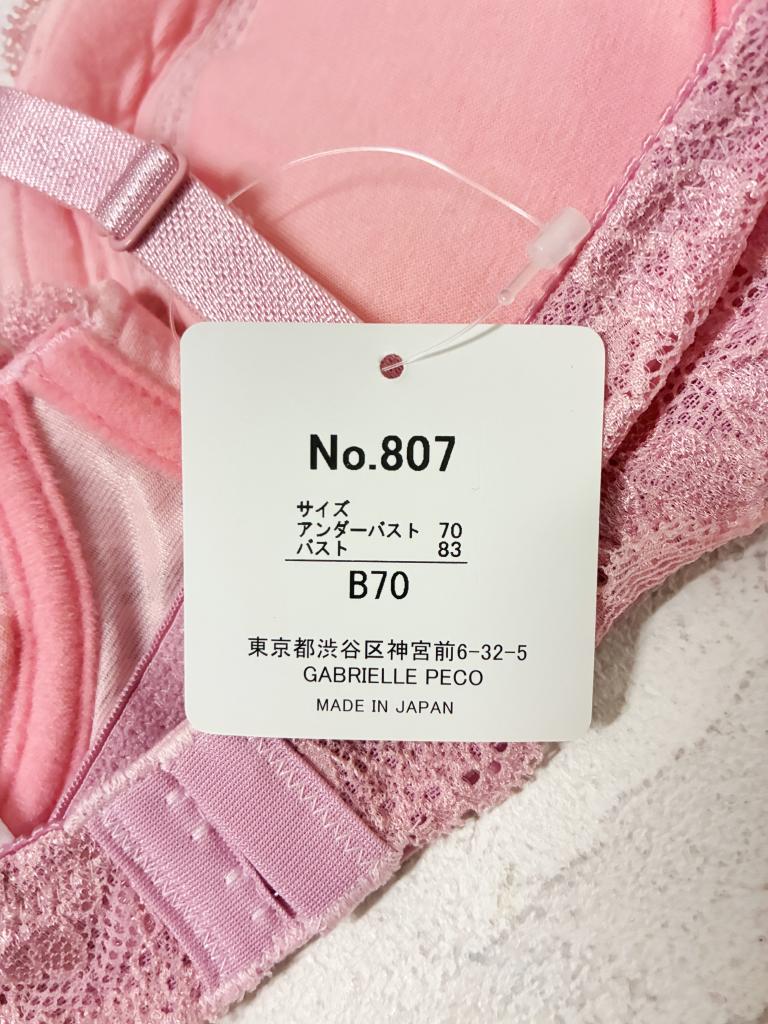 No.807
サイズ
アンダーバスト 70
バスト 83
B70
東京都渋谷区神宮前6-32-5
GABRIELLE PECO
MADE IN JAPAN